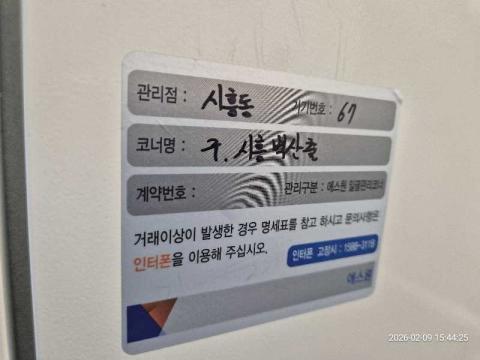 관리점 : 시흥동 기기번호 : 67
코너명 : 구. 시흥백산출
계약번호 : 관리구분 : 에스원 일괄관리코너
거래이상이 발생한 경우 명세표를 참고 하시고 문의사항은
인터폰을 이용해 주십시오.
인터폰 고장시 :
에스원
2026-02-09 15:44:25